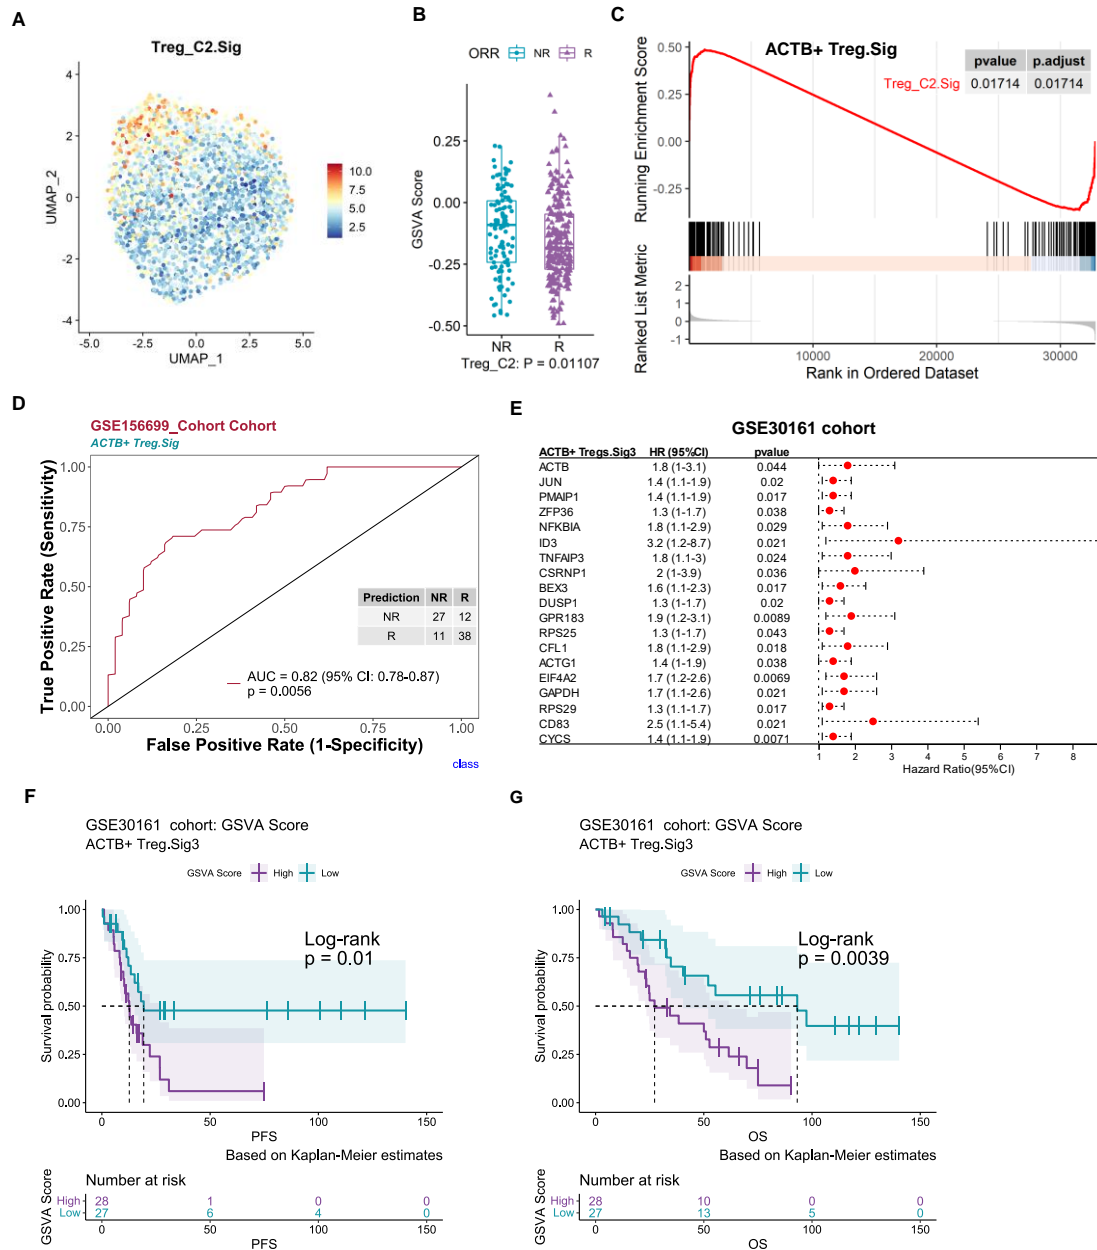 A
Treg_C2.Sig
4
2
0
-2
-4
UMAP_2
-5.0
-2.5
0.0
2.5
5.0
UMAP_1
10.0
7.5
5.0
2.5
B
ORR NR R
0.25
0.00
-0.25
-0.50
GSVA Score
NR
R
Treg_C2: P = 0.01107
C
ACTB+ Treg.Sig
pvalue p.adjust
Treg_C2.Sig 0.01714 0.01714
0.50
0.25
0.00
-0.25
Running Enrichment Score
2
1
0
-1
Ranked List Metric
10000
20000
30000
Rank in Ordered Dataset
D
GSE156699_Cohort Cohort
ACTB+ Treg.Sig
1.00
0.75
0.50
0.25
0.00
True Positive Rate (Sensitivity)
Prediction NR R
NR 27 12
R 11 38
AUC = 0.82 (95% CI: 0.78-0.87)
p = 0.0056
0.00
0.25
0.50
0.75
1.00
False Positive Rate (1-Specificity)
class
E
GSE30161 cohort
ACTB+ Tregs.Sig3 HR (95%CI) pvalue
ACTB 1.8 (1-3.1) 0.044
JUN 1.4 (1.1-1.9) 0.02
PMAIP1 1.4 (1.1-1.9) 0.017
ZFP36 1.3 (1-1.7) 0.038
NFKBIA 1.8 (1.1-2.9) 0.029
ID3 3.2 (1.2-8.7) 0.021
TNFAIP3 1.8 (1.1-3) 0.024
CSRNP1 2 (1-3.9) 0.036
BEX3 1.6 (1.1-2.3) 0.017
DUSP1 1.3 (1-1.7) 0.02
GPR183 1.9 (1.2-3.1) 0.0089
RPS25 1.3 (1-1.7) 0.043
CFL1 1.8 (1.1-2.9) 0.018
ACTG1 1.4 (1-1.9) 0.038
EIF4A2 1.7 (1.2-2.6) 0.0069
GAPDH 1.7 (1.1-2.6) 0.021
RPS29 1.3 (1.1-1.7) 0.017
CD83 2.5 (1.1-5.4) 0.021
CYCS 1.4 (1.1-1.9) 0.0071
1 2 3 4 5 6 7 8
Hazard Ratio(95%CI)
F
GSE30161 cohort: GSVA Score
ACTB+ Treg.Sig3
GSVA Score High Low
1.00
0.75
0.50
0.25
0.00
Survival probability
Log-rank
p = 0.01
0 50 100 150
PFS
Based on Kaplan-Meier estimates
Number at risk
GSVA Score
High 28 1 0 0
Low 27 6 4 0
0 50 100 150
PFS
G
GSE30161 cohort: GSVA Score
ACTB+ Treg.Sig3
GSVA Score High Low
1.00
0.75
0.50
0.25
0.00
Survival probability
Log-rank
p = 0.0039
0 50 100 150
OS
Based on Kaplan-Meier estimates
Number at risk
GSVA Score
High 28 10 0 0
Low 27 13 5 0
0 50 100 150
OS